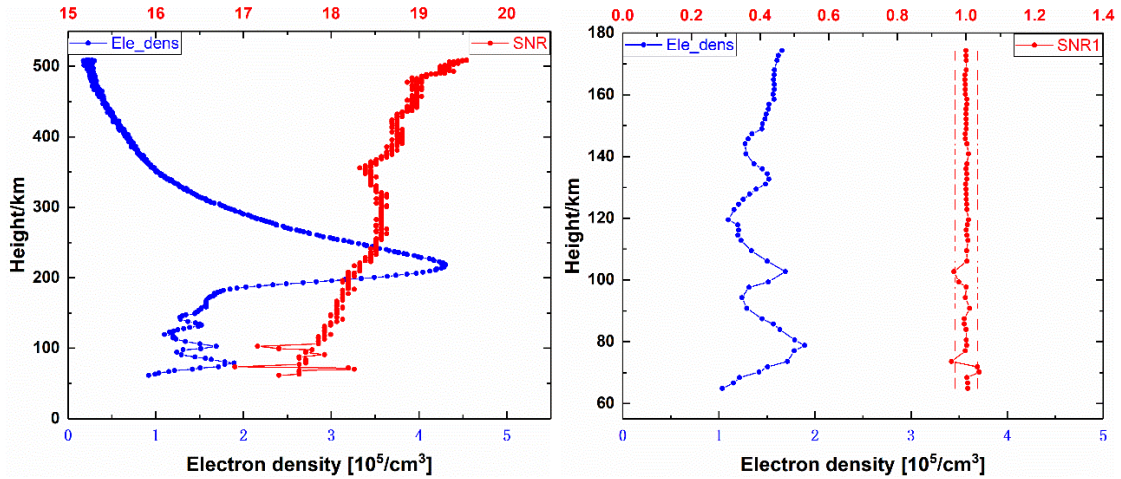 15 16 17 18 19 20
Ele_dens
SNR
500
400
300
200
100
0
Height/km
0 1 2 3 4 5
Electron density [10⁵/cm³]
0.0 0.2 0.4 0.6 0.8 1.0 1.2 1.4
Ele_dens
SNR1
180
160
140
120
100
80
60
Height/km
0 1 2 3 4 5
Electron density [10⁵/cm³]